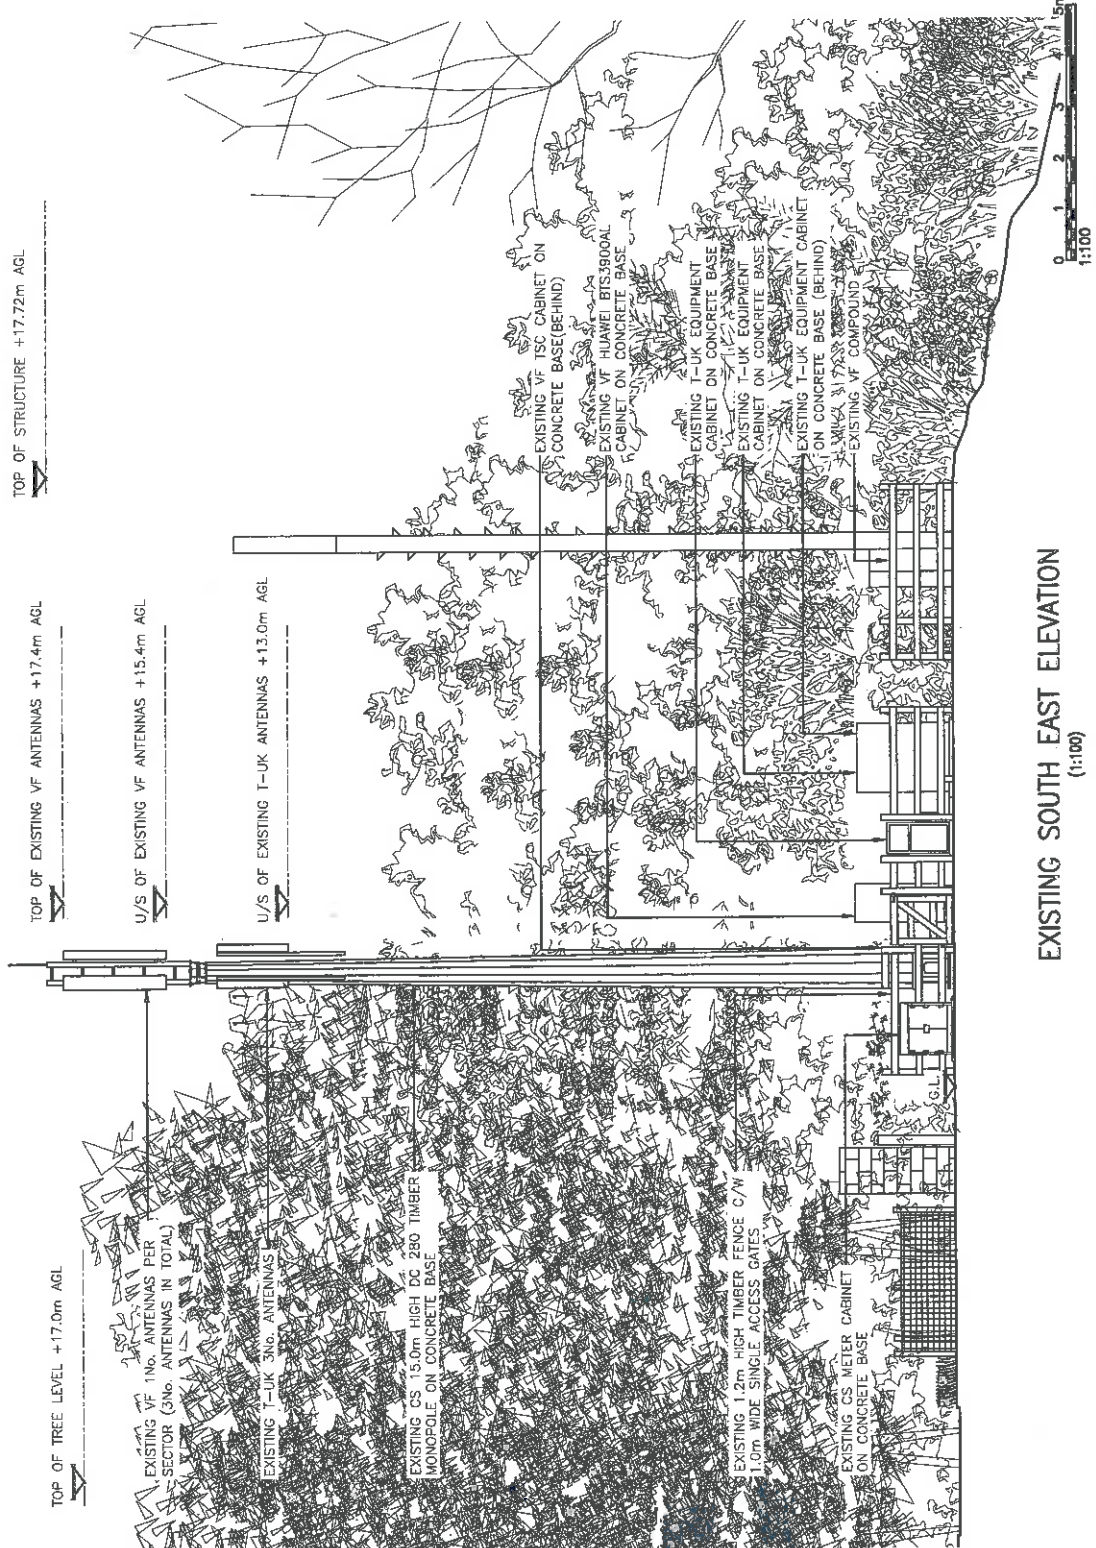 TOP OF STRUCTURE +17.72m AGL
TOP OF EXISTING VF ANTENNAS +17.4m AGL
TOP OF TREE LEVEL +17.0m AGL
U/S OF EXISTING VF ANTENNAS +15.4m AGL
U/S OF EXISTING T-UK ANTENNAS +13.0m AGL
EXISTING VF 1No. ANTENNAS PER
SECTOR (3No. ANTENNAS IN TOTAL)
EXISTING T-UK 3No. ANTENNAS
EXISTING CS 15.0m HIGH DC 280 TIMBER
MONOPOLE ON CONCRETE BASE
EXISTING 1.2m HIGH TIMBER FENCE C/W
1.0m WIDE SINGLE ACCESS GATES
EXISTING CS METER CABINET
ON CONCRETE BASE
G.L.
EXISTING VF TSC CABINET ON
CONCRETE BASE(BEHIND)
EXISTING VF HUAWEI BTS3900AL
CABINET ON CONCRETE BASE
EXISTING T-UK EQUIPMENT
CABINET ON CONCRETE BASE
EXISTING T-UK EQUIPMENT
CABINET ON CONCRETE BASE
EXISTING T-UK EQUIPMENT CABINET
ON CONCRETE BASE (BEHIND)
EXISTING VF COMPOUND
EXISTING SOUTH EAST ELEVATION
(1:100)
0 1 2 3 4 5m
1:100